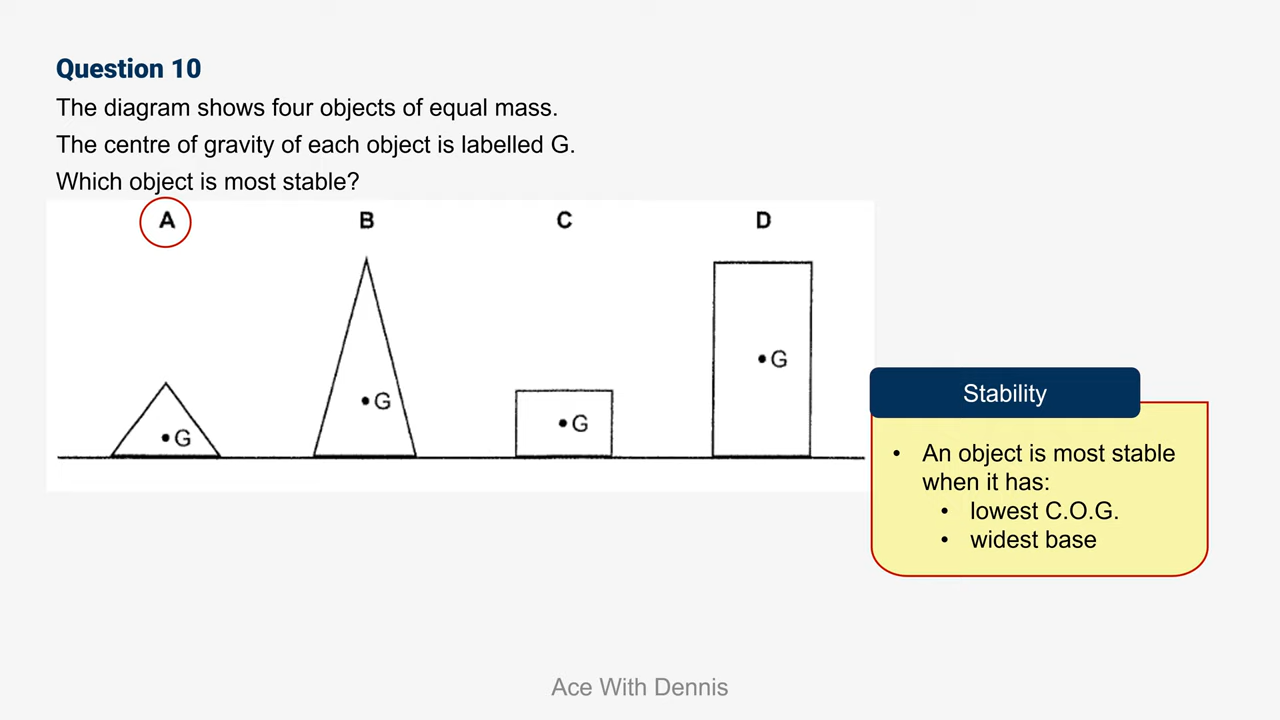 Question 10
The diagram shows four objects of equal mass.
The centre of gravity of each object is labelled G.
Which object is most stable?
A B C D
G
G
G
G
Stability
• An object is most stable
when it has:
• lowest C.O.G.
• widest base
Ace With Dennis